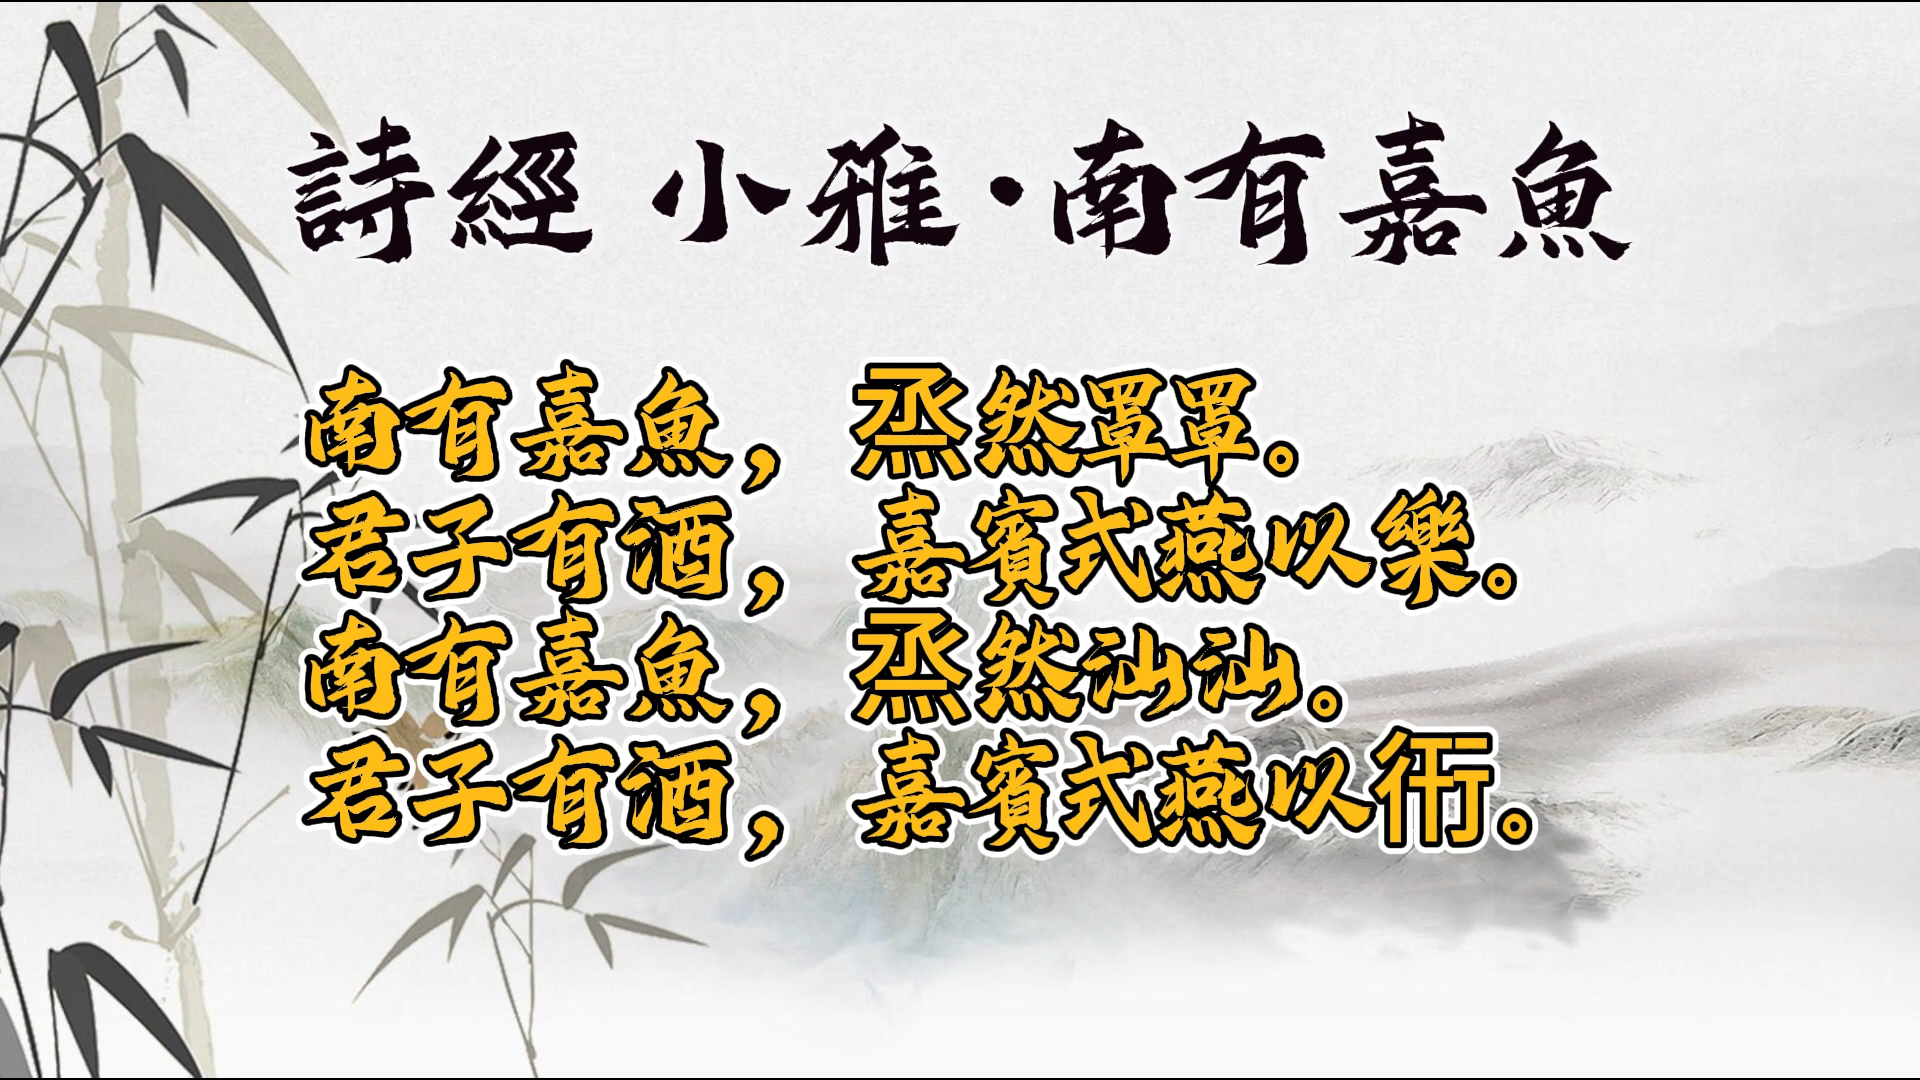 詩經 小雅·南有嘉魚
南有嘉魚，烝然罩罩。
君子有酒，嘉賓式燕以樂。
南有嘉魚，烝然汕汕。
君子有酒，嘉賓式燕以衎。